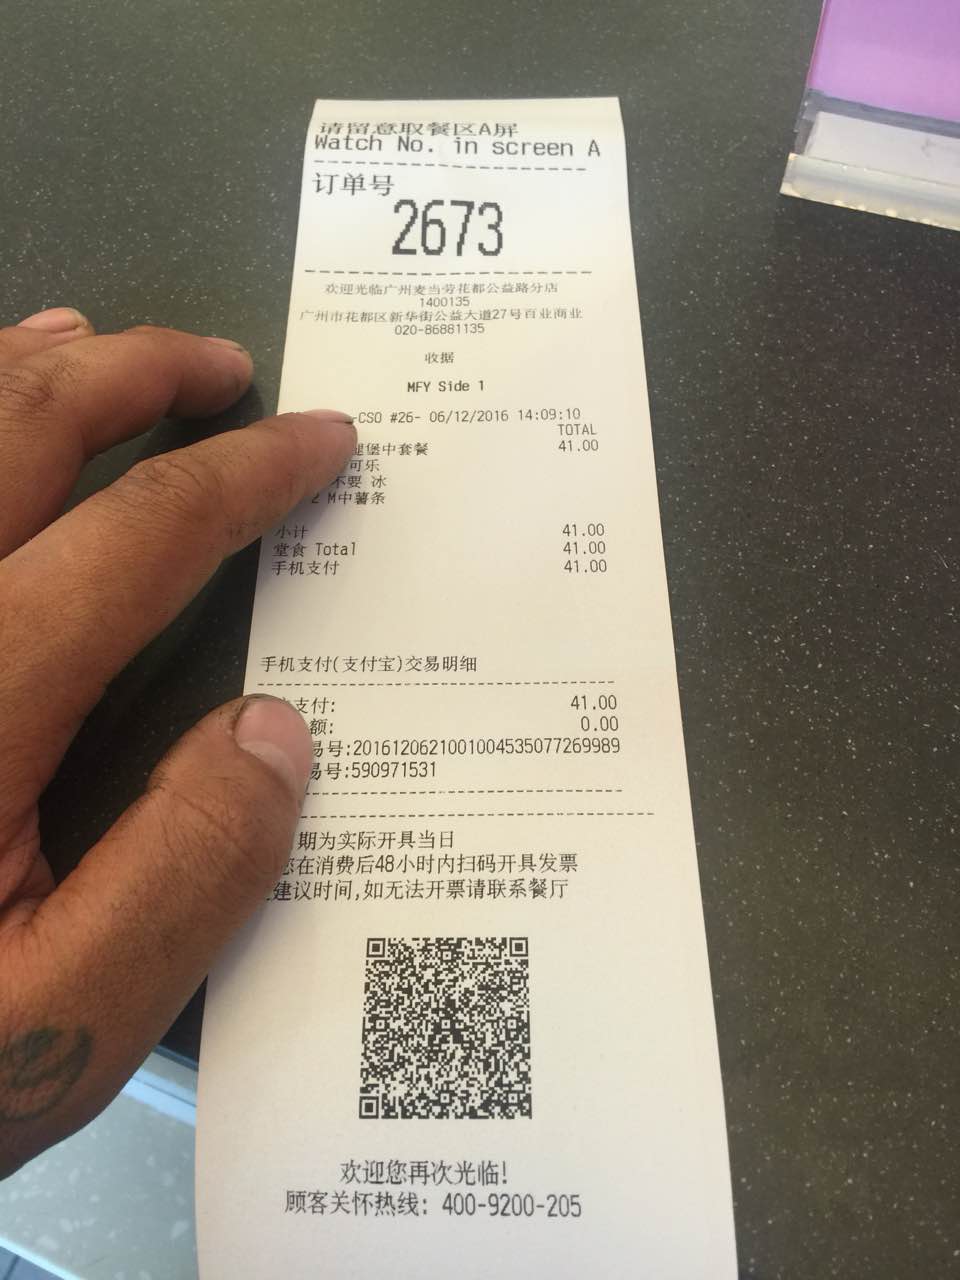 请留意取餐区A屏
Watch No. in screen A
订单号
2673
欢迎光临广州麦当劳花都公益路分店
1400135
广州市花都区新华街公益大道27号百业商业
020-86881135
收据
MFY Side 1
-CSO #26- 06/12/2016 14:09:10
TOTAL
腿堡中套餐 41.00
可乐
不要 冰
2 M中薯条
小计 41.00
堂食 Total 41.00
手机支付 41.00
手机支付(支付宝)交易明细
支付: 41.00
额: 0.00
易号:2016120621001004535077269989
易号:590971531
期为实际开具当日
您在消费后48小时内扫码开具发票
建议时间,如无法开票请联系餐厅
欢迎您再次光临!
顾客关怀热线: 400-9200-205